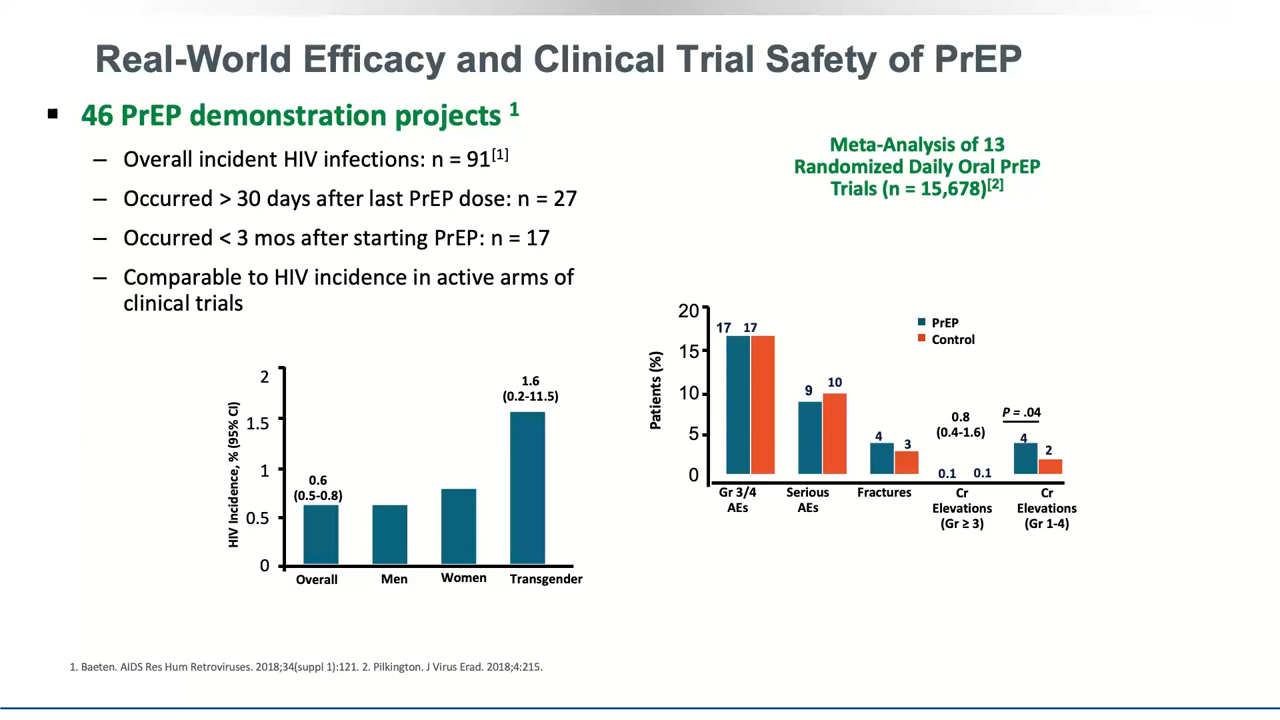 Real-World Efficacy and Clinical Trial Safety of PrEP
▪ 46 PrEP demonstration projects 1
– Overall incident HIV infections: n = 91[1]
– Occurred > 30 days after last PrEP dose: n = 27
– Occurred < 3 mos after starting PrEP: n = 17
– Comparable to HIV incidence in active arms of
clinical trials
HIV Incidence, % (95% CI)
2
1.5
1
0.5
0
0.6
(0.5-0.8)
1.6
(0.2-11.5)
Overall
Men
Women
Transgender
Meta-Analysis of 13
Randomized Daily Oral PrEP
Trials (n = 15,678)[2]
Patients (%)
20
15
10
5
0
PrEP
Control
17 17
9 10
4 3
0.8
(0.4-1.6)
0.1 0.1
P = .04
4 2
Gr 3/4
AEs
Serious
AEs
Fractures
Cr
Elevations
(Gr ≥ 3)
Cr
Elevations
(Gr 1-4)
1. Baeten. AIDS Res Hum Retroviruses. 2018;34(suppl 1):121. 2. Pilkington. J Virus Erad. 2018;4:215.